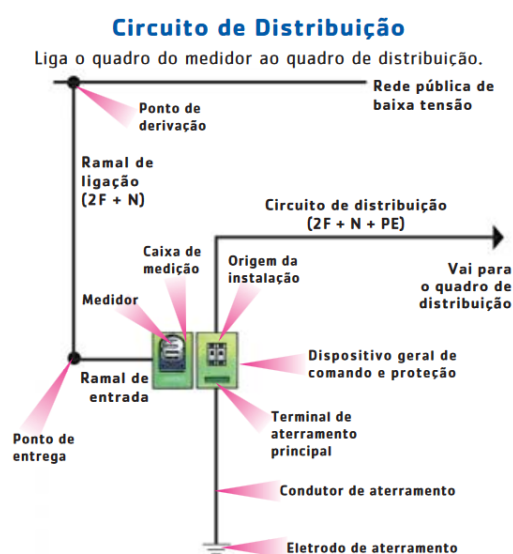 Circuito de Distribuição
Liga o quadro do medidor ao quadro de distribuição.
Rede pública de
baixa tensão
Ponto de
derivação
Ramal de
ligação
(2F + N)
Circuito de distribuição
(2F + N + PE)
Caixa de
medição
Origem da
instalação
Vai para
o quadro de
distribuição
Medidor
Dispositivo geral de
comando e proteção
Ramal de
entrada
Terminal de
aterramento
principal
Ponto de
entrega
Condutor de aterramento
Eletrodo de aterramento